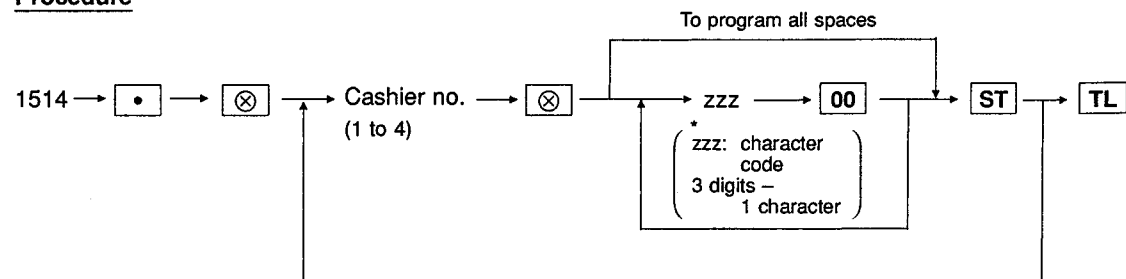 Procedure
To program all spaces
1514 → • → ⊗ → Cashier no. → ⊗ → zzz → 00 → ST → TL
(1 to 4)
*
zzz: character
code
3 digits –
1 character